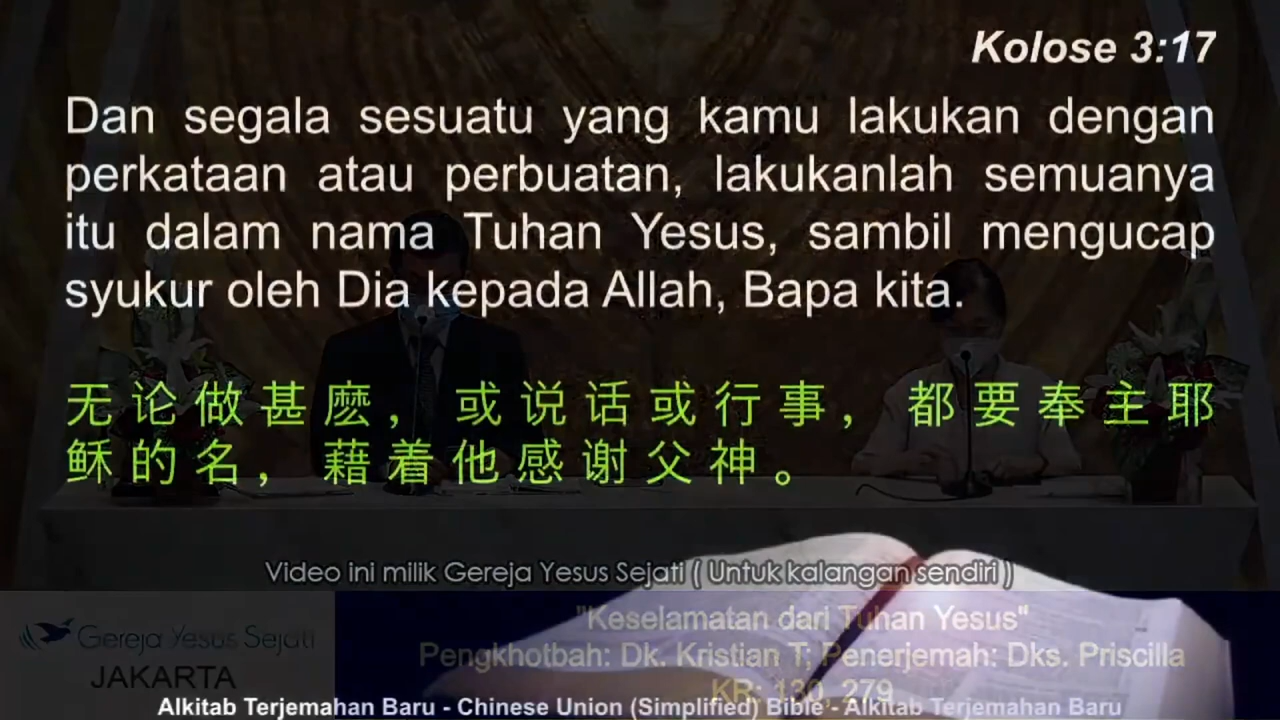 Kolose 3:17
Dan segala sesuatu yang kamu lakukan dengan
perkataan atau perbuatan, lakukanlah semuanya
itu dalam nama Tuhan Yesus, sambil mengucap
syukur oleh Dia kepada Allah, Bapa kita.
无论做甚麽，或说话或行事，都要奉主耶
稣的名，藉着他感谢父神。
Video ini milik Gereja Yesus Sejati ( Untuk kalangan sendiri )
"Keselamatan dari Tuhan Yesus"
Gereja Yesus Sejati
Pengkhotbah: Dk. Kristian T; Penerjemah: Dks. Priscilla
JAKARTA
KR: 130, 279
Alkitab Terjemahan Baru - Chinese Union (Simplified) Bible - Alkitab Terjemahan Baru